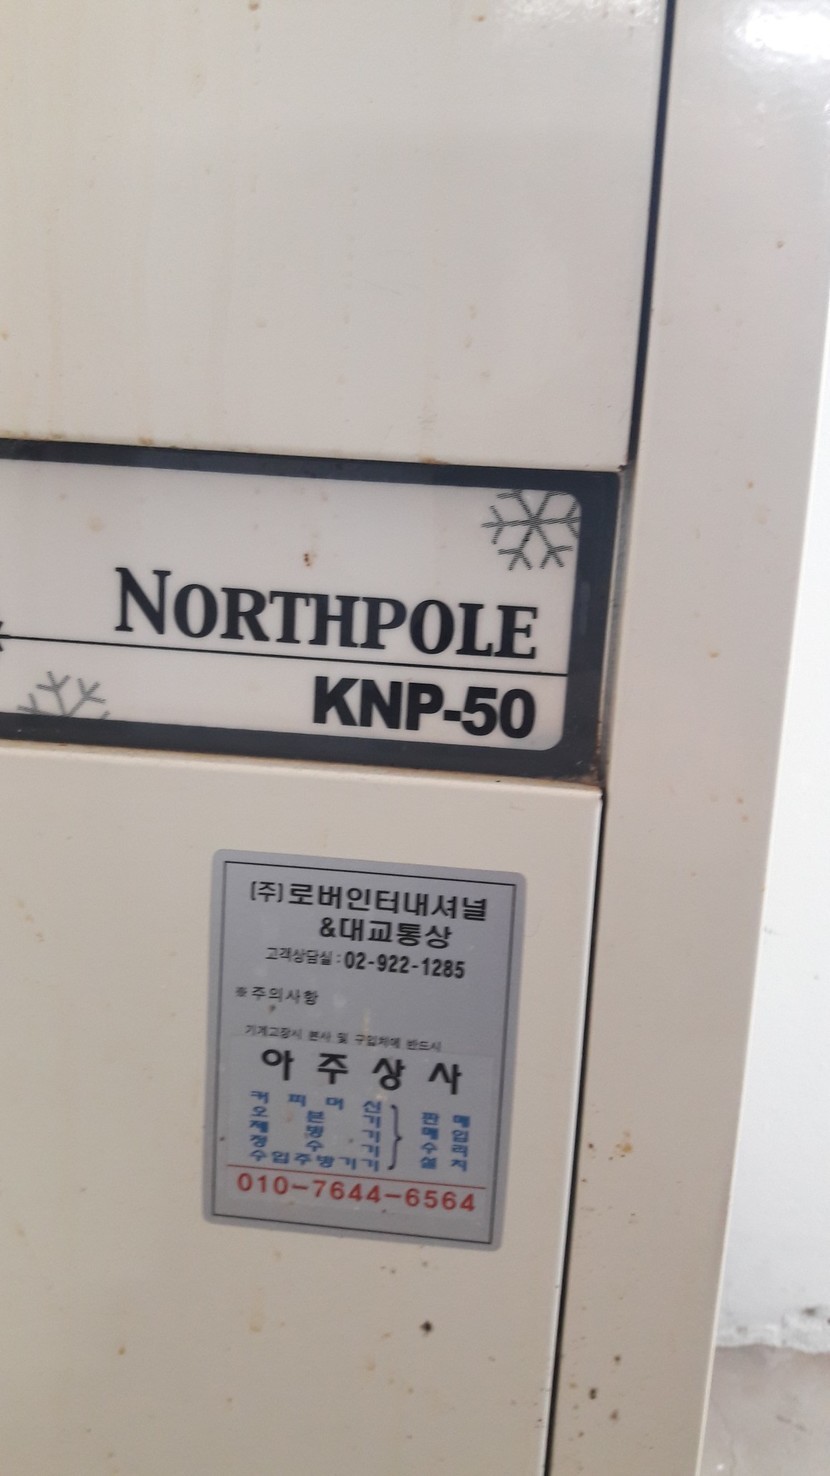 NORTHPOLE
KNP-50
(주)로버인터내셔널
&대교통상
고객상담실 : 02-922-1285
※ 주의사항
기계고장시 본사 및 구입처에 반드시
아주상사
커피머신
오븐기
제빙기
정수기
수입주방기기
판매
매입
수리
설치
010-7644-6564